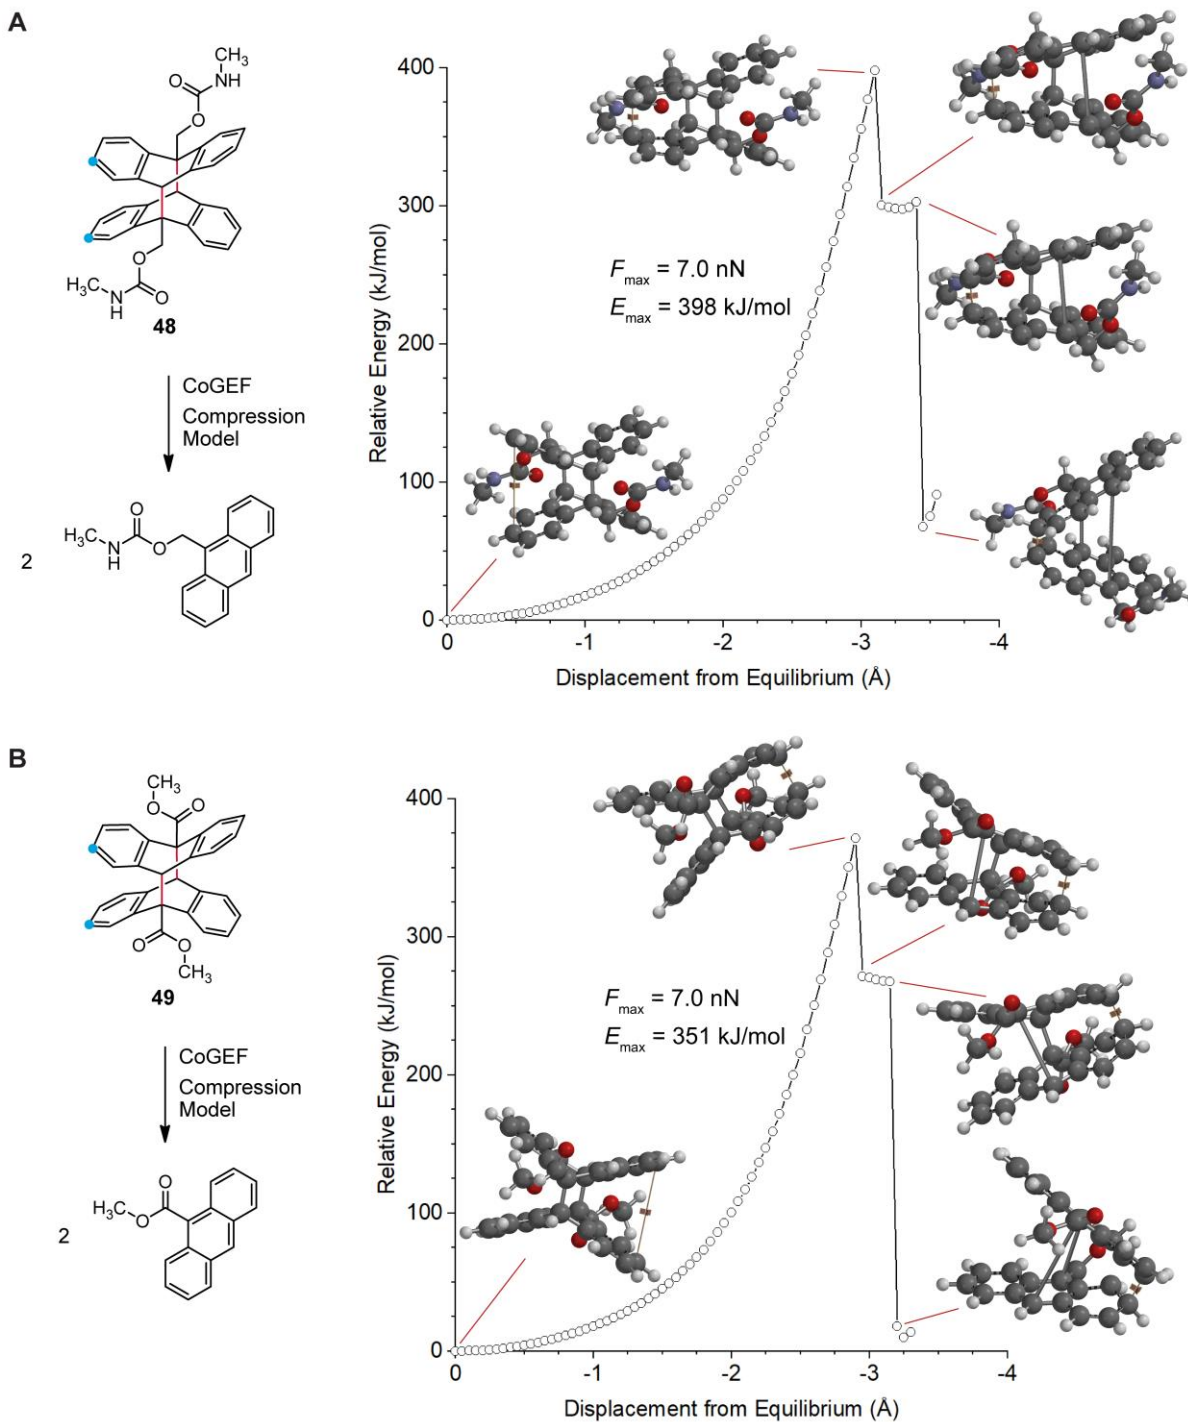 A
CH₃
O
NH
O
O
H₃C
N
H
O
48
CoGEF
Compression
Model
H₃C
N
H
O
O
2
Relative Energy (kJ/mol)
400
300
200
100
0
Fmax = 7.0 nN
Emax = 398 kJ/mol
0
-1
-2
-3
-4
Displacement from Equilibrium (Å)
B
CH₃
O
O
O
O
CH₃
49
CoGEF
Compression
Model
O
H₃C
O
2
Relative Energy (kJ/mol)
400
300
200
100
0
Fmax = 7.0 nN
Emax = 351 kJ/mol
0
-1
-2
-3
-4
Displacement from Equilibrium (Å)